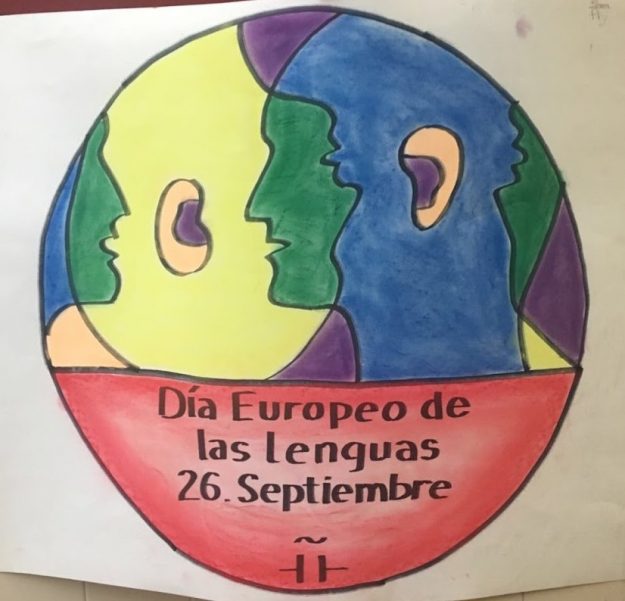 Día Europeo de
las Lenguas
26. Septiembre